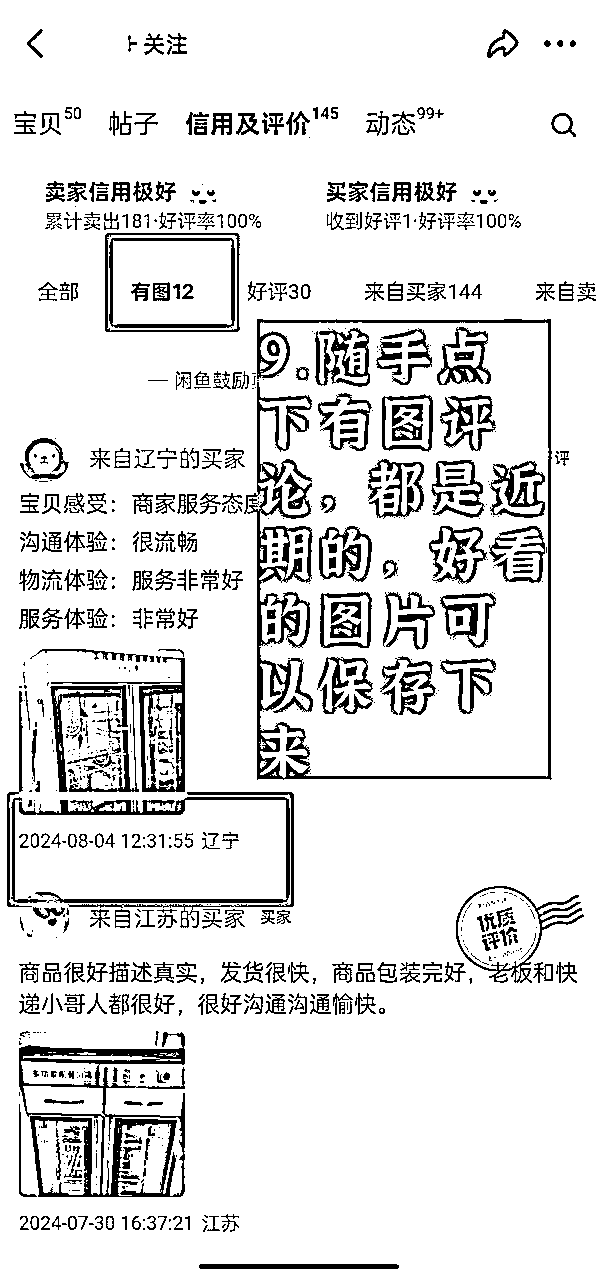 关注
宝贝50 帖子 信用及评价145 动态99+
卖家信用极好 买家信用极好
累计卖出181·好评率100% 收到好评1·好评率100%
全部 有图12 好评30 来自买家144 来自卖
9.随手点
下有图评
论，都是近
期的，好看
的图片可
以保存下
来
— 闲鱼鼓励
来自辽宁的买家
评
宝贝感受：商家服务态度
沟通体验：很流畅
物流体验：服务非常好
服务体验：非常好
2024-08-04 12:31:55 辽宁
来自江苏的买家 买家
优质
评价
商品很好描述真实，发货很快，商品包装完好，老板和快
递小哥人都很好，很好沟通沟通愉快。
2024-07-30 16:37:21 江苏